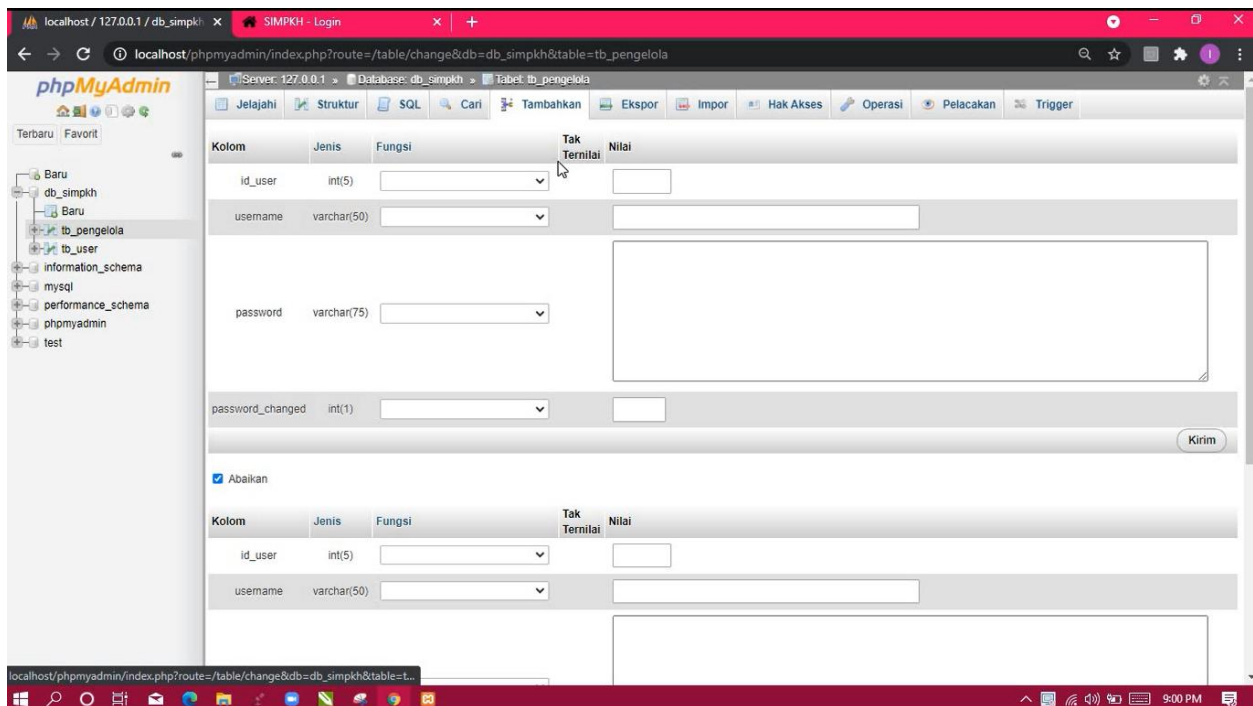 localhost / 127.0.0.1 / db_simpkh
SIMPKH - Login
localhost/phpmyadmin/index.php?route=/table/change&db=db_simpkh&table=tb_pengelola
phpMyAdmin
Terbaru Favorit
Baru
db_simpkh
Baru
tb_pengelola
tb_user
information_schema
mysql
performance_schema
phpmyadmin
test
Server: 127.0.0.1 » Database: db_simpkh » Tabel: tb_pengelola
Jelajahi Struktur SQL Cari Tambahkan Ekspor Impor Hak Akses Operasi Pelacakan Trigger
Kolom Jenis Fungsi Tak Ternilai Nilai
id_user int(5)
username varchar(50)
password varchar(75)
password_changed int(1)
Kirim
Abaikan
Kolom Jenis Fungsi Tak Ternilai Nilai
id_user int(5)
username varchar(50)
localhost/phpmyadmin/index.php?route=/table/change&db=db_simpkh&table=t...
9:00 PM